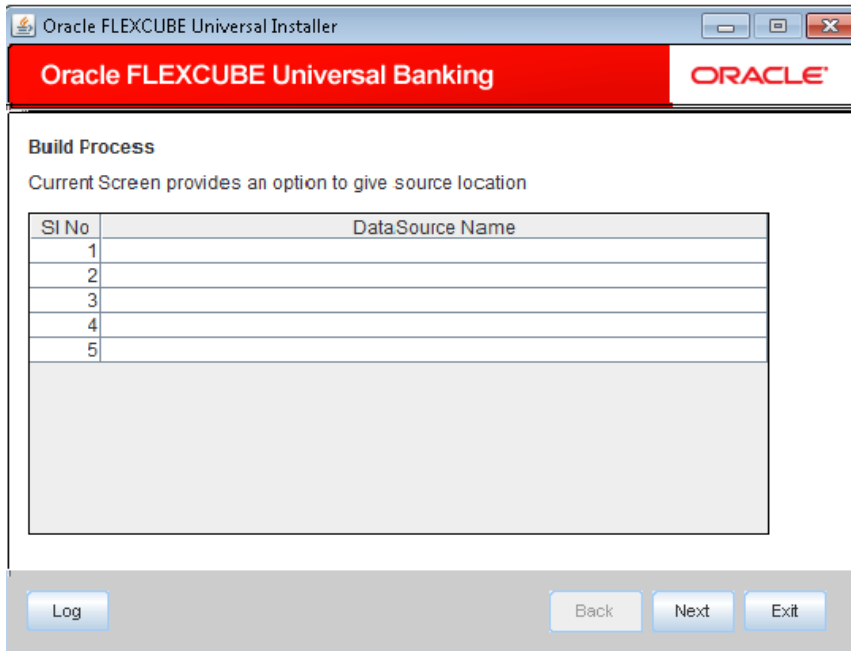 Oracle FLEXCUBE Universal Installer
Oracle FLEXCUBE Universal Banking
ORACLE
Build Process
Current Screen provides an option to give source location
SI No DataSource Name
1
2
3
4
5
Log Back Next Exit